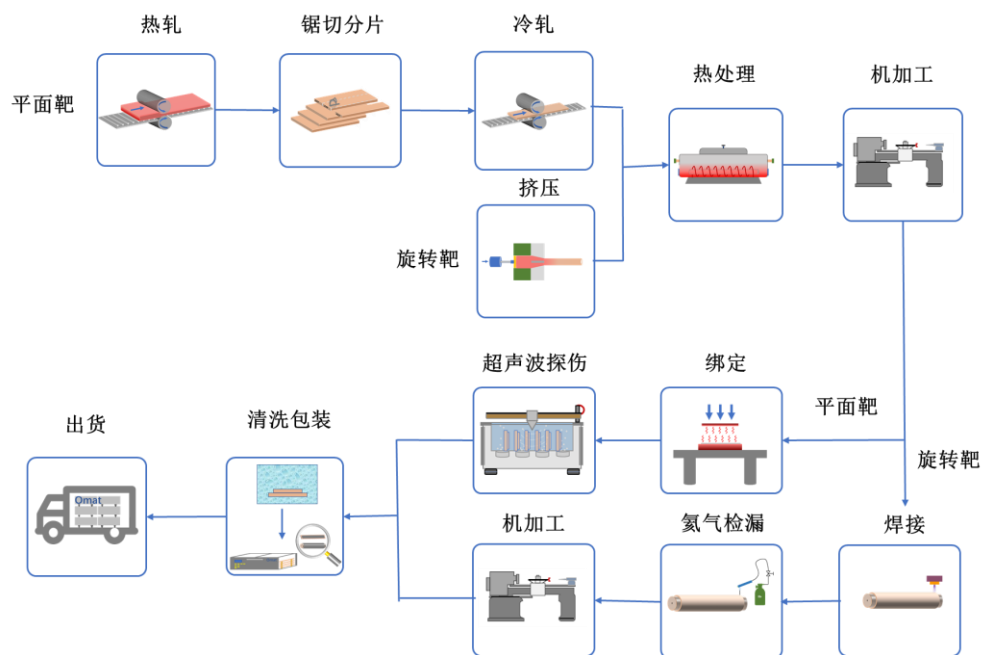 热轧
锯切分片
冷轧
热处理
机加工
平面靶
挤压
旋转靶
超声波探伤
绑定
平面靶
出货
清洗包装
旋转靶
Omat
机加工
氦气检漏
焊接